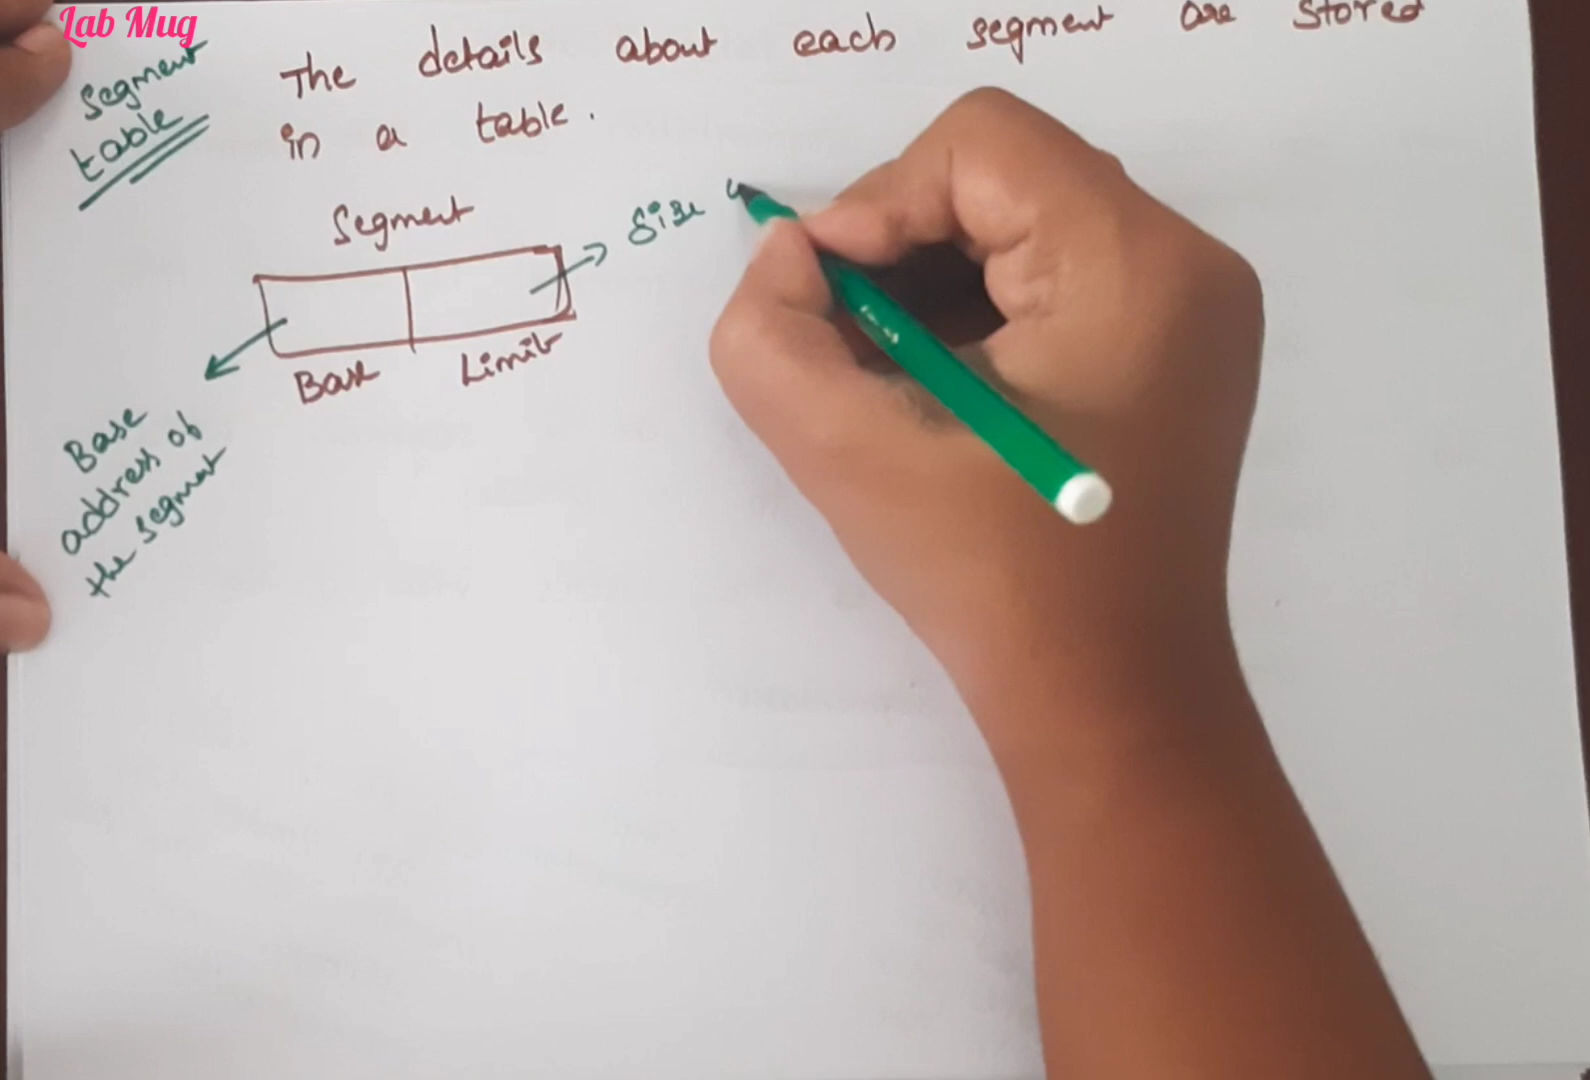 Lab Mug
Segment
table
The details about each segment are stored
in a table.
Segment
Size
Base Limit
Base
address of
the segment